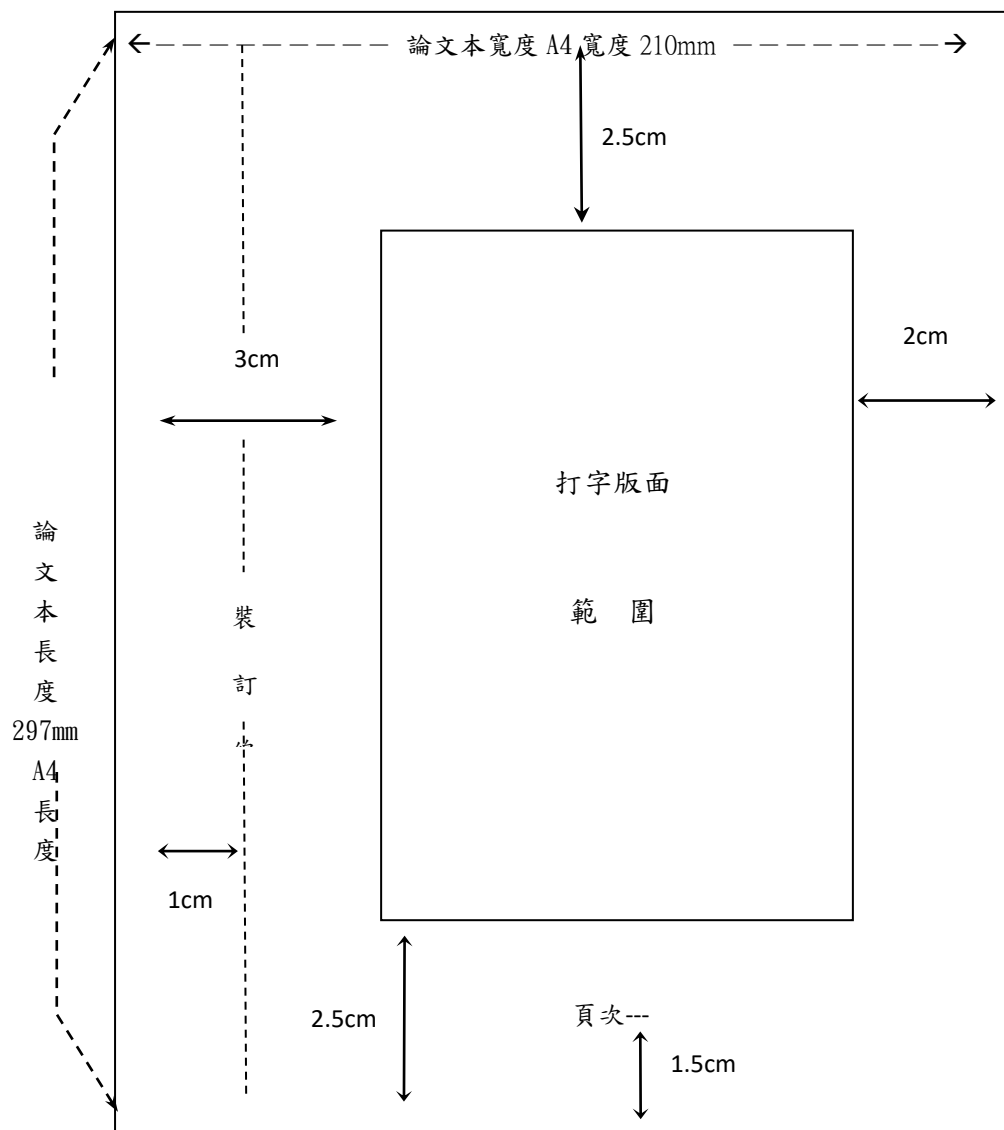 論文本寬度 A4 寬度 210mm
2.5cm
2cm
3cm
打字版面
範 圍
論
文
本
長
度
297mm
A4
長
度
裝
訂
1cm
2.5cm
頁次---
1.5cm